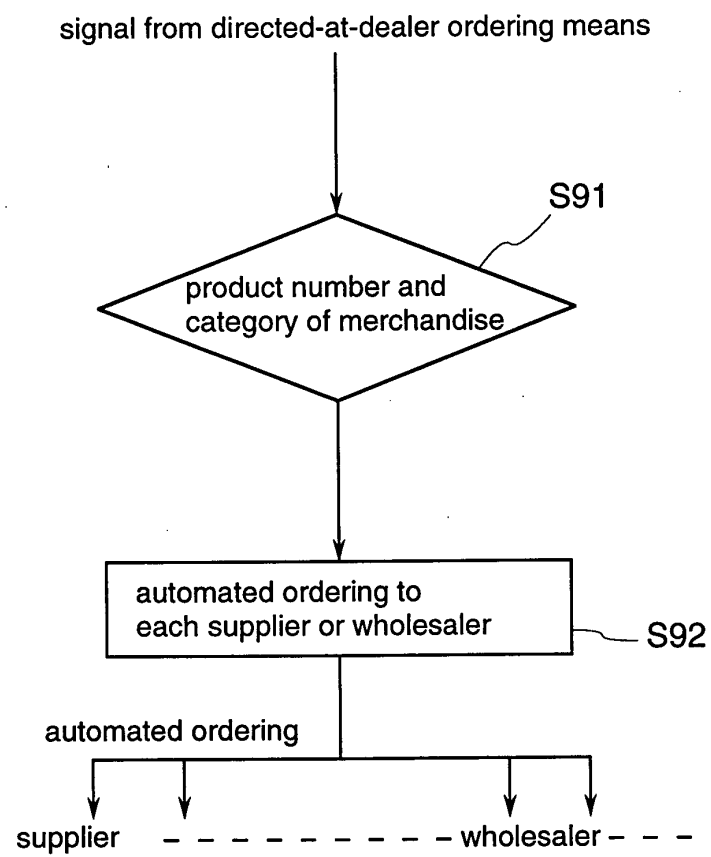 signal from directed-at-dealer ordering means
S91
product number and
category of merchandise
automated ordering to
each supplier or wholesaler
S92
automated ordering
supplier
wholesaler